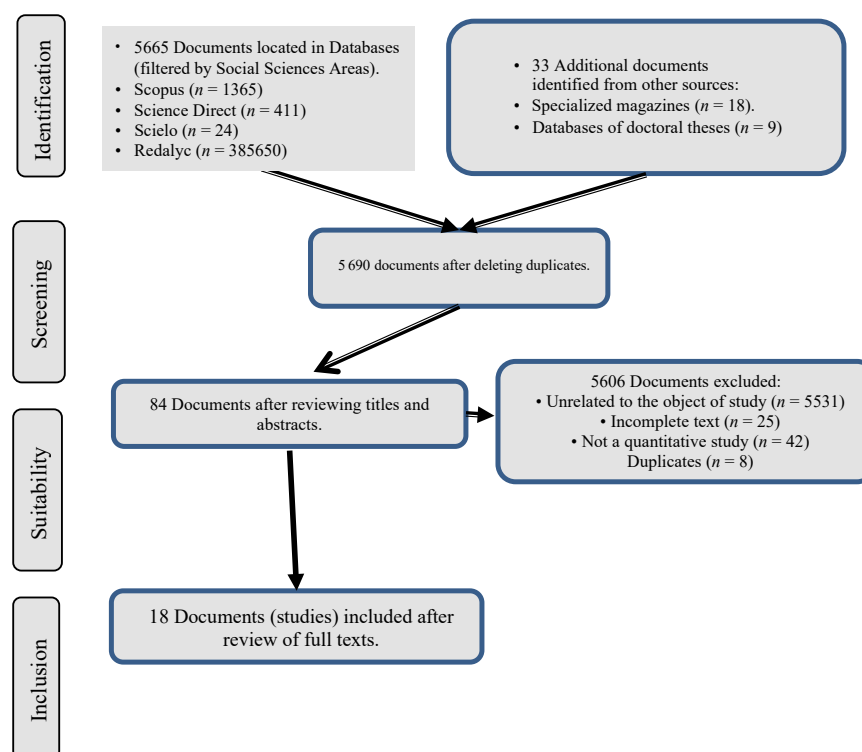 Identification
• 5665 Documents located in Databases
(filtered by Social Sciences Areas).
• Scopus (n = 1365)
• Science Direct (n = 411)
• Scielo (n = 24)
• Redalyc (n = 385650)
• 33 Additional documents
identified from other sources:
• Specialized magazines (n = 18).
• Databases of doctoral theses (n = 9)
Screening
5 690 documents after deleting duplicates.
84 Documents after reviewing titles and
abstracts.
5606 Documents excluded:
• Unrelated to the object of study (n = 5531)
• Incomplete text (n = 25)
• Not a quantitative study (n = 42)
Duplicates (n = 8)
Suitability
18 Documents (studies) included after
review of full texts.
Inclusion